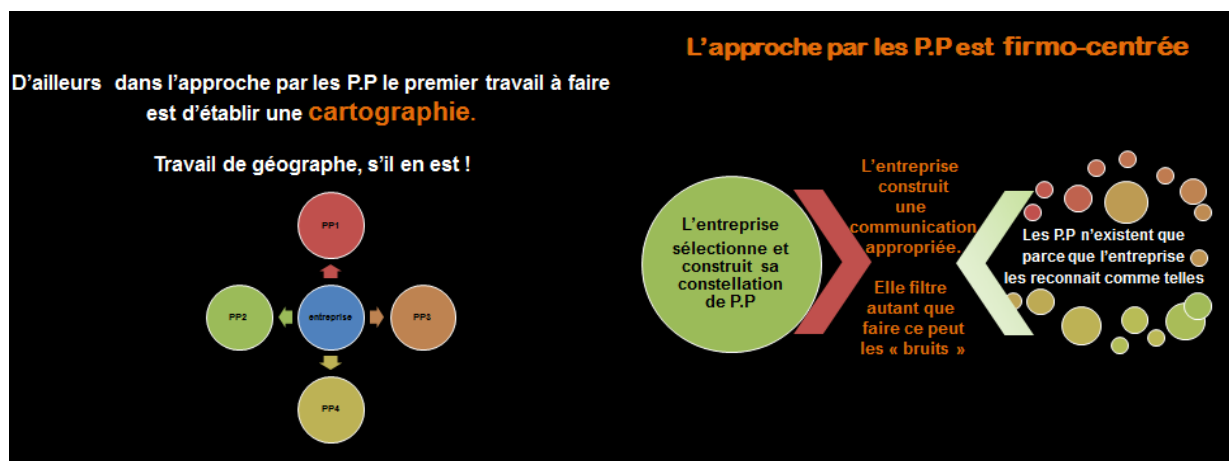 D'ailleurs dans l'approche par les P.P le premier travail à faire
est d'établir une cartographie.
Travail de géographe, s'il en est !
PP1
PP2
entreprise
PP3
PP4
L'approche par les P.P est firmo-centrée
L'entreprise
sélectionne et
construit sa
constellation
de P.P
L'entreprise
construit
une
communication
appropriée.
Elle filtre
autant que
faire ce peut
les « bruits »
Les P.P n'existent que
parce que l'entreprise
les reconnait comme telles